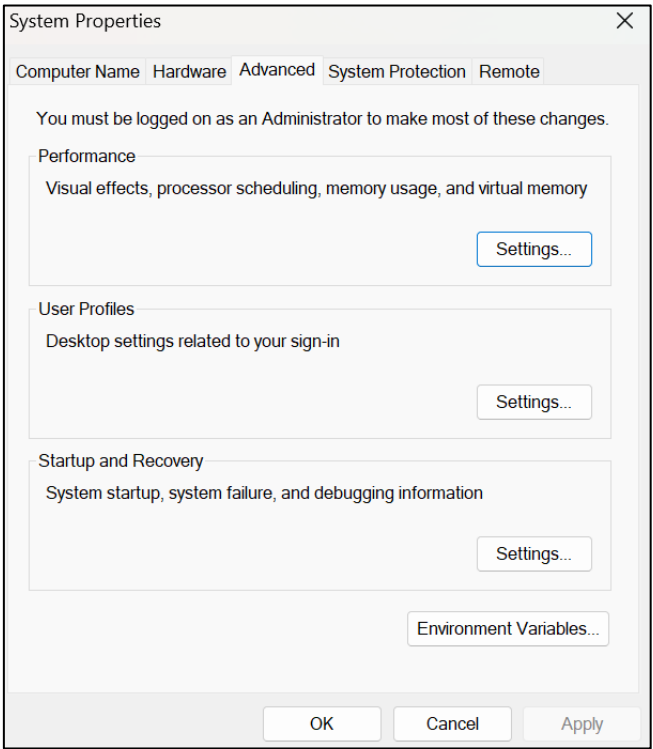 System Properties
Computer Name Hardware Advanced System Protection Remote
You must be logged on as an Administrator to make most of these changes.
Performance
Visual effects, processor scheduling, memory usage, and virtual memory
Settings...
User Profiles
Desktop settings related to your sign-in
Settings...
Startup and Recovery
System startup, system failure, and debugging information
Settings...
Environment Variables...
OK Cancel Apply